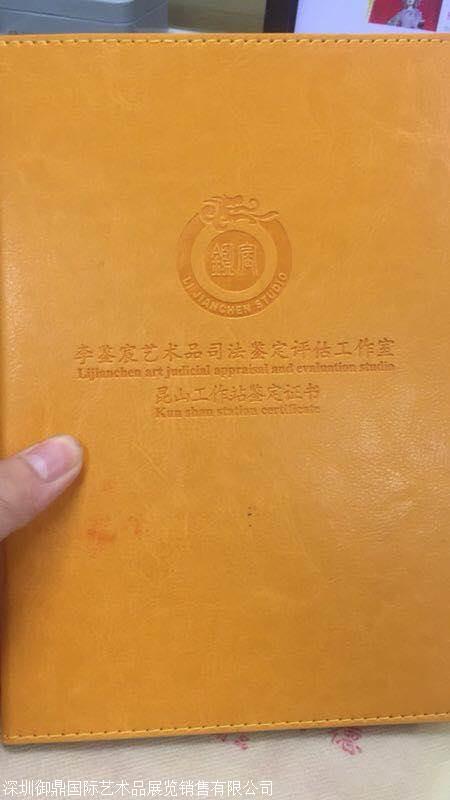 鑑宸
LIJIANCHEN STUDIO
李鉴宸艺术品司法鉴定评估工作室
Lijianchen art judicial appraisal and evaluation studio
昆山工作站鉴定证书
Kun shan station certificate
深圳御鼎国际艺术品展览销售有限公司